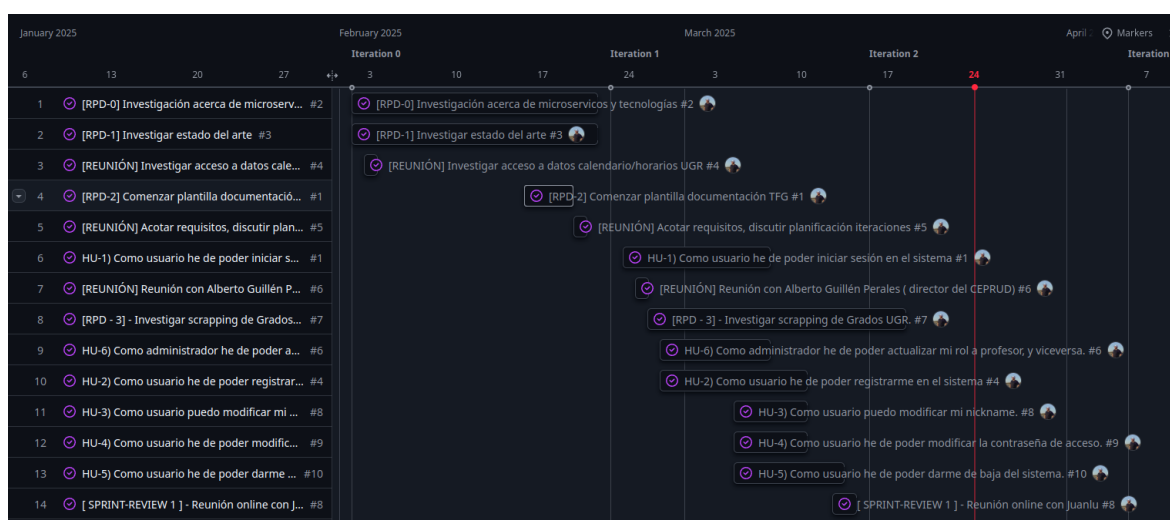 January 2025 February 2025 March 2025 April Markers
Iteration 0 Iteration 1 Iteration 2 Iteration
6 13 20 27 3 10 17 24 3 10 17 24 31 7
1 [RPD-0] Investigación acerca de microserv... #2 [RPD-0] Investigación acerca de microservicos y tecnologías #2
2 [RPD-1] Investigar estado del arte #3 [RPD-1] Investigar estado del arte #3
3 [REUNIÓN] Investigar acceso a datos cale... #4 [REUNIÓN] Investigar acceso a datos calendario/horarios UGR #4
4 [RPD-2] Comenzar plantilla documentació... #1 [RPD-2] Comenzar plantilla documentación TFG #1
5 [REUNIÓN] Acotar requisitos, discutir plan... #5 [REUNIÓN] Acotar requisitos, discutir planificación iteraciones #5
6 HU-1) Como usuario he de poder iniciar s... #1 HU-1) Como usuario he de poder iniciar sesión en el sistema #1
7 [REUNIÓN] Reunión con Alberto Guillén P... #6 [REUNIÓN] Reunión con Alberto Guillén Perales ( director del CEPRUD) #6
8 [RPD - 3] - Investigar scrapping de Grados... #7 [RPD - 3] - Investigar scrapping de Grados UGR. #7
9 HU-6) Como administrador he de poder a... #6 HU-6) Como administrador he de poder actualizar mi rol a profesor, y viceversa. #6
10 HU-2) Como usuario he de poder registrar... #4 HU-2) Como usuario he de poder registrarme en el sistema #4
11 HU-3) Como usuario puedo modificar mi ... #8 HU-3) Como usuario puedo modificar mi nickname. #8
12 HU-4) Como usuario he de poder modific... #9 HU-4) Como usuario he de poder modificar la contraseña de acceso. #9
13 HU-5) Como usuario he de poder darme ... #10 HU-5) Como usuario he de poder darme de baja del sistema. #10
14 [ SPRINT-REVIEW 1 ] - Reunión online con J... #8 [ SPRINT-REVIEW 1 ] - Reunión online con Juanlu #8